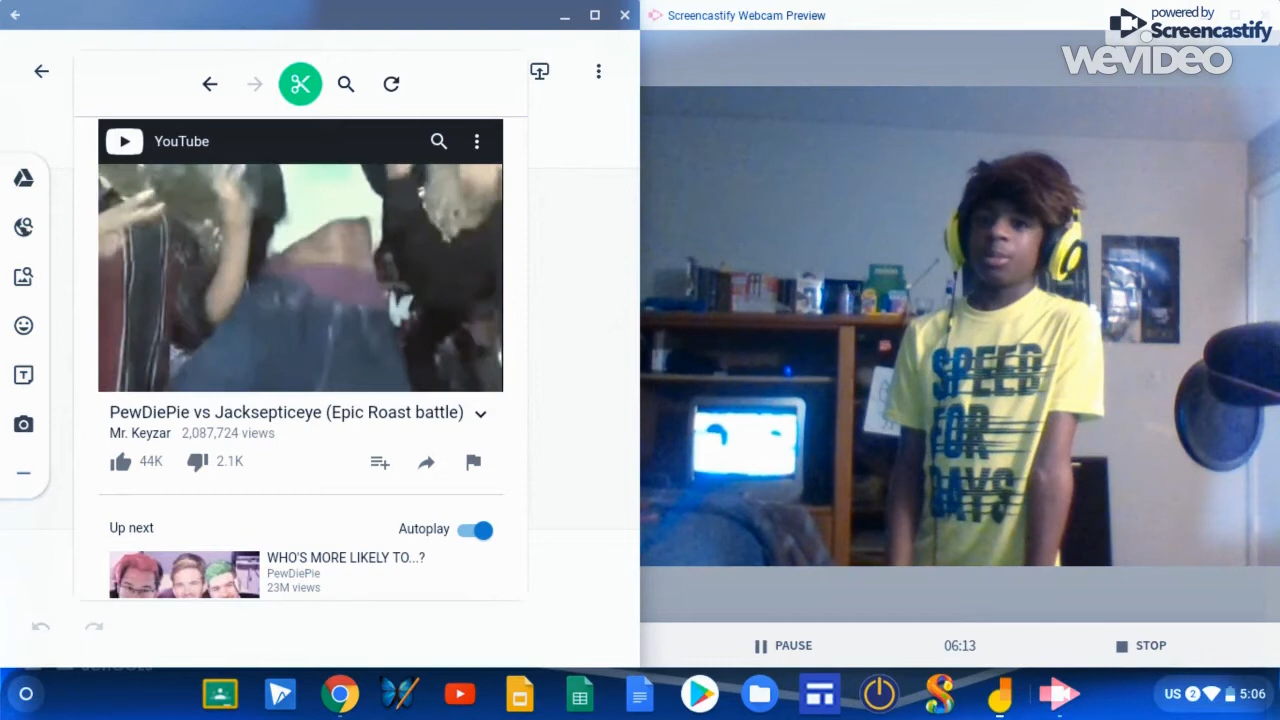 Screencastify Webcam Preview
powered by
Screencastify
WeVideo
YouTube
PewDiePie vs Jacksepticeye (Epic Roast battle)
Mr. Keyzar 2,087,724 views
44K 2.1K
Up next
Autoplay
WHO'S MORE LIKELY TO...?
PewDiePie
23M views
SPEED
FOR
DAYS
PAUSE
06:13
STOP
US 2 5:06